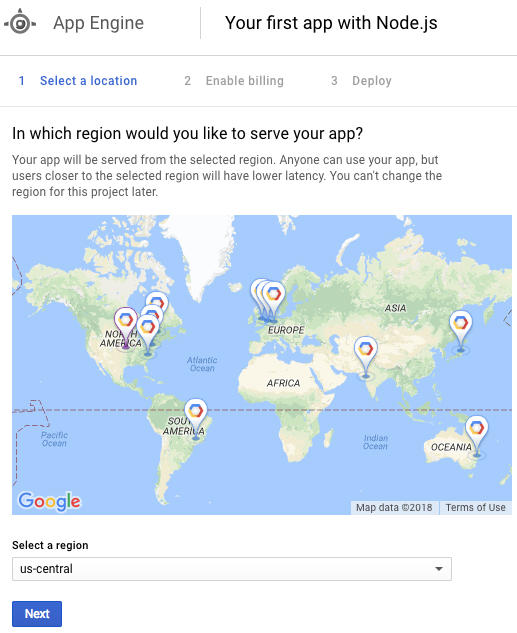 App Engine
Your first app with Node.js
1 Select a location
2 Enable billing
3 Deploy
In which region would you like to serve your app?
Your app will be served from the selected region. Anyone can use your app, but
users closer to the selected region will have lower latency. You can't change the
region for this project later.
NORTH
AMERICA
EUROPE
ASIA
Atlantic
Ocean
AFRICA
SOUTH
AMERICA
Pacific
Ocean
Indian
Ocean
OCEANIA
Google
Map data ©2018
Terms of Use
Select a region
us-central
Next